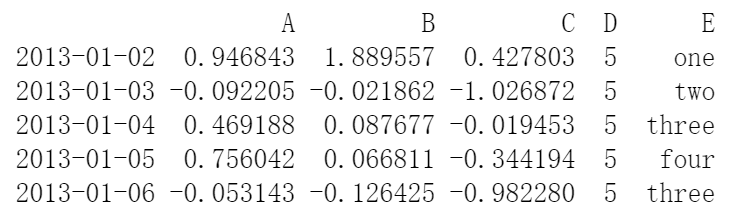 A B C D E
2013-01-02 0.946843 1.889557 0.427803 5 one
2013-01-03 -0.092205 -0.021862 -1.026872 5 two
2013-01-04 0.469188 0.087677 -0.019453 5 three
2013-01-05 0.756042 0.066811 -0.344194 5 four
2013-01-06 -0.053143 -0.126425 -0.982280 5 three